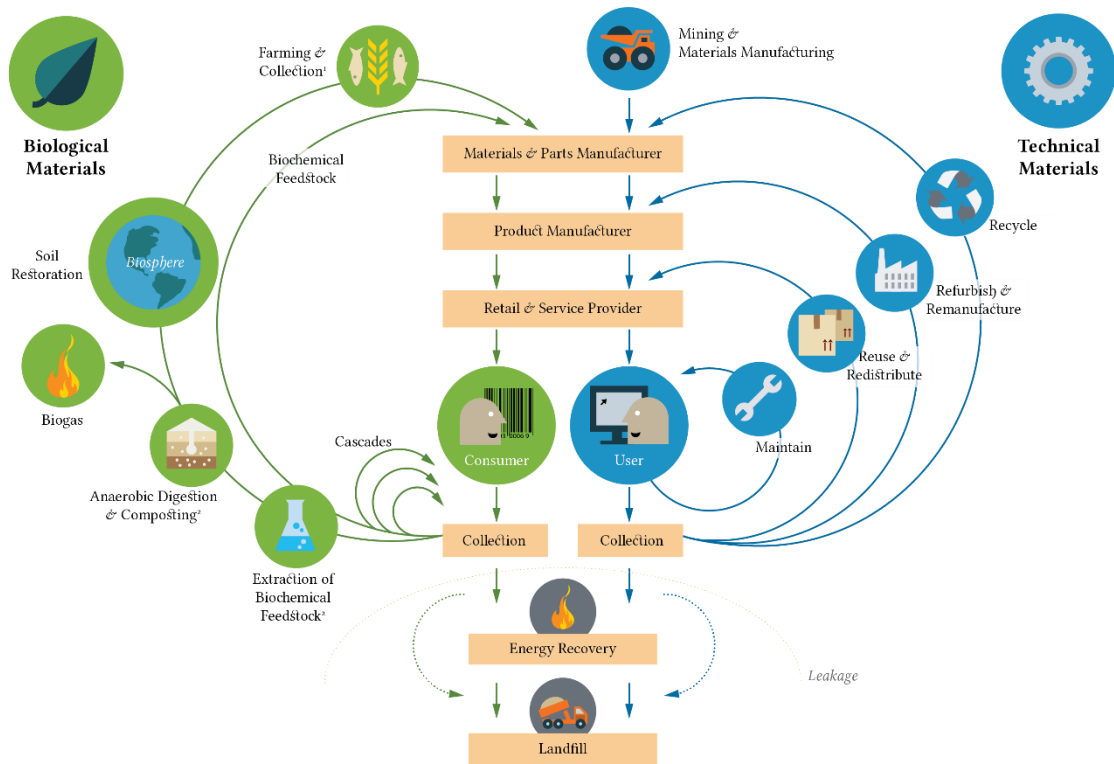 Biological
Materials
Farming &
Collection¹
Mining &
Materials Manufacturing
Technical
Materials
Biochemical
Feedstock
Materials & Parts Manufacturer
Recycle
Soil
Restoration
Biosphere
Product Manufacturer
Refurbish &
Remanufacture
Retail & Service Provider
Reuse &
Redistribute
Biogas
Cascades
Consumer
User
Maintain
Anaerobic Digestion
& Composting²
Collection
Collection
Extraction of
Biochemical
Feedstock²
Energy Recovery
Leakage
Landfill